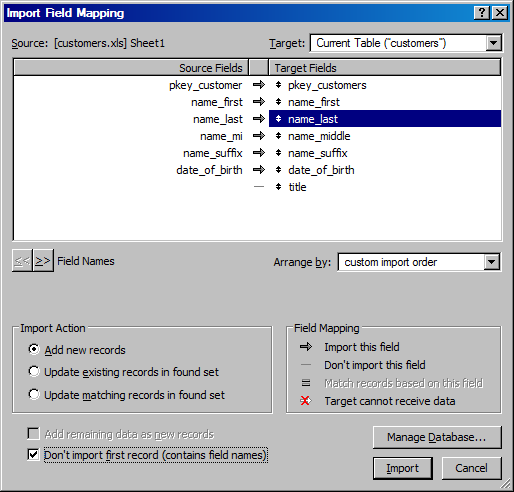 Import Field Mapping
Source: [customers.xls] Sheet1 Target: Current Table ("customers")
Source Fields Target Fields
pkey_customer pkey_customers
name_first name_first
name_last name_last
name_mi name_middle
name_suffix name_suffix
date_of_birth date_of_birth
title
<< >> Field Names Arrange by: custom import order
Import Action Field Mapping
Add new records Import this field
Update existing records in found set Don't import this field
Update matching records in found set Match records based on this field
Target cannot receive data
Add remaining data as new records Manage Database...
Don't import first record (contains field names)
Import Cancel